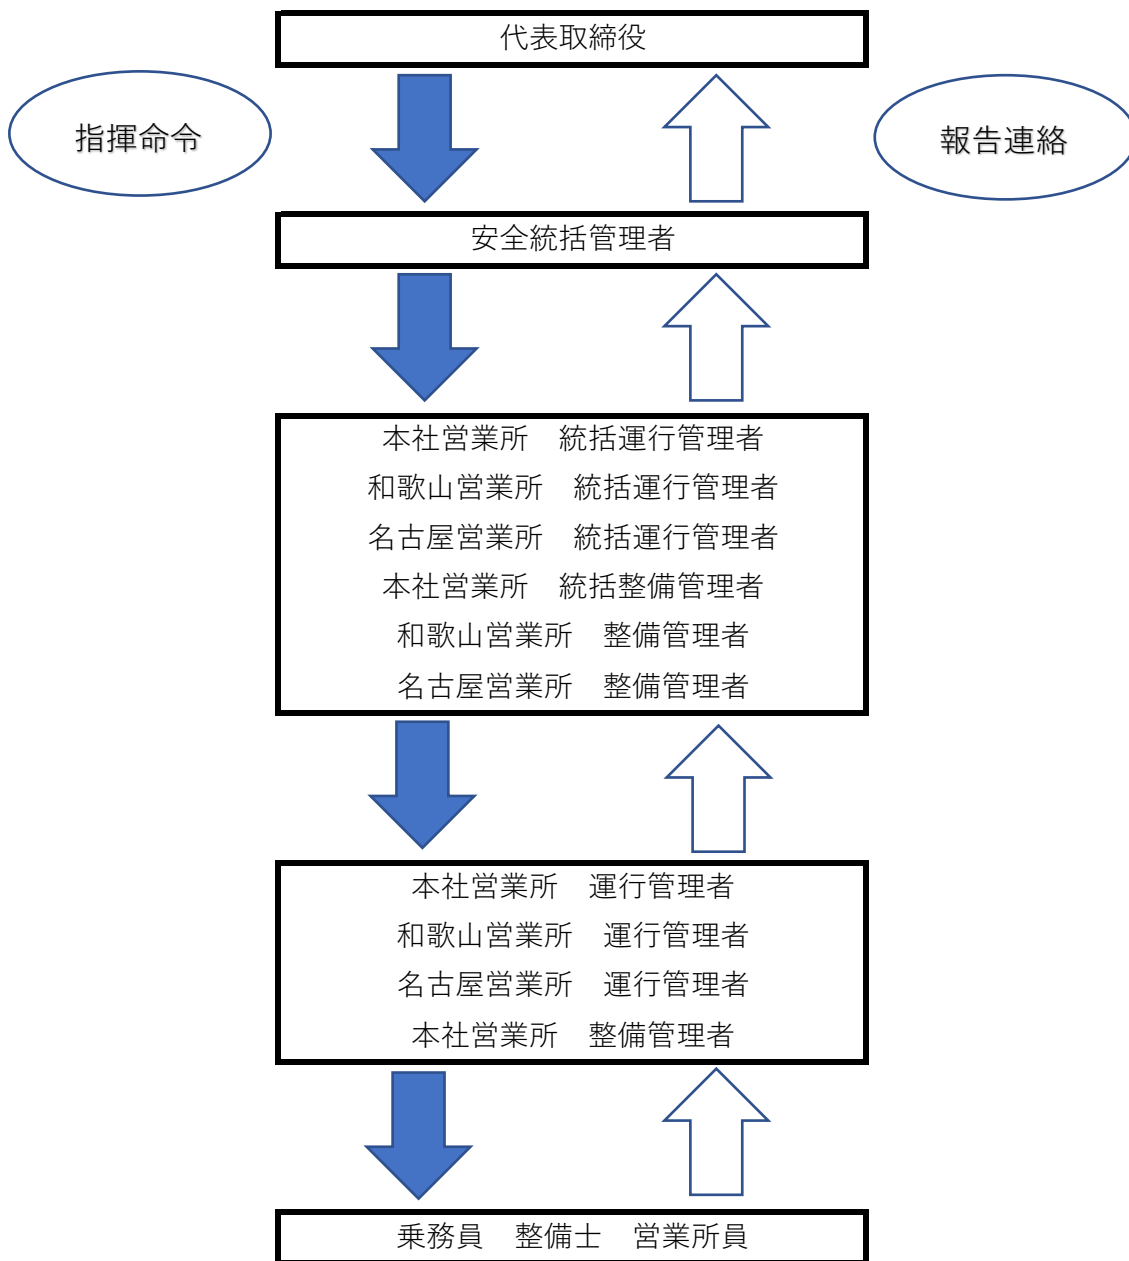 代表取締役
指揮命令
報告連絡
安全統括管理者
本社営業所　統括運行管理者
和歌山営業所　統括運行管理者
名古屋営業所　統括運行管理者
本社営業所　統括整備管理者
和歌山営業所　整備管理者
名古屋営業所　整備管理者
本社営業所　運行管理者
和歌山営業所　運行管理者
名古屋営業所　運行管理者
本社営業所　整備管理者
乗務員　整備士　営業所員